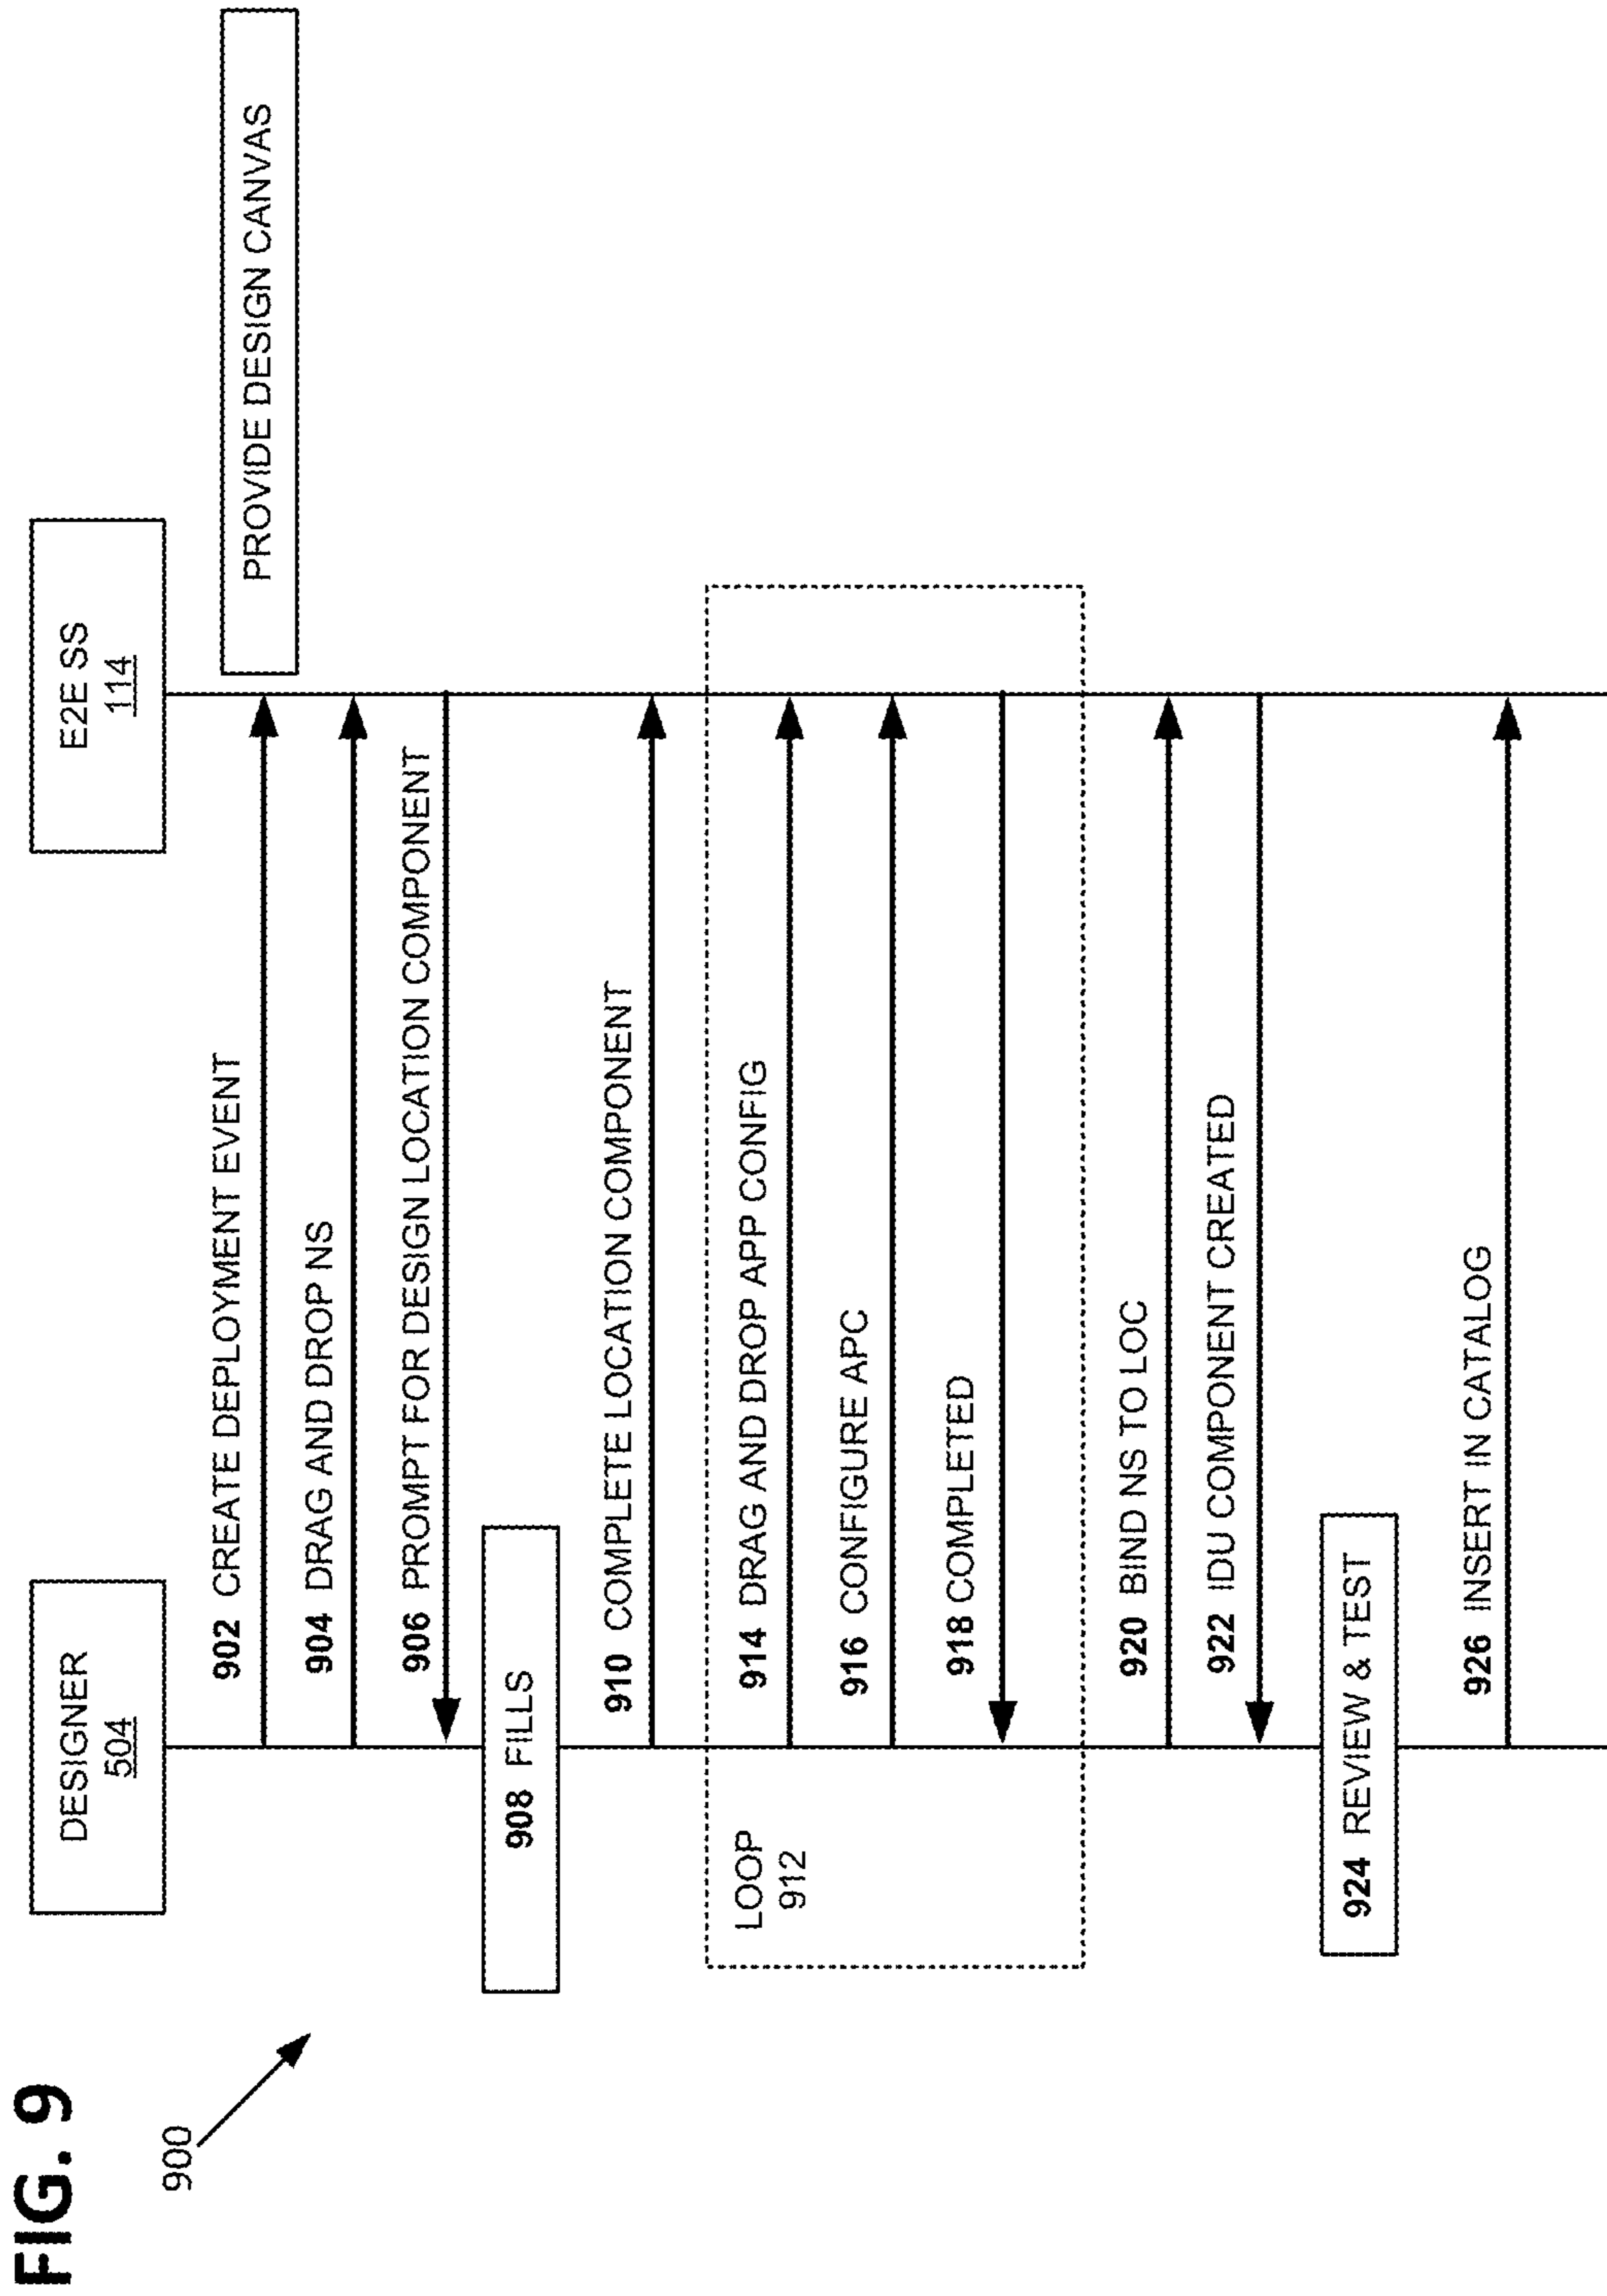 FIG. 9
900
DESIGNER
504
E2E SS
114
902 CREATE DEPLOYMENT EVENT
PROVIDE DESIGN CANVAS
904 DRAG AND DROP NS
906 PROMPT FOR DESIGN LOCATION COMPONENT
908 FILLS
910 COMPLETE LOCATION COMPONENT
LOOP
912
914 DRAG AND DROP APP CONFIG
916 CONFIGURE APC
918 COMPLETED
920 BIND NS TO LOC
922 IDU COMPONENT CREATED
924 REVIEW & TEST
926 INSERT IN CATALOG